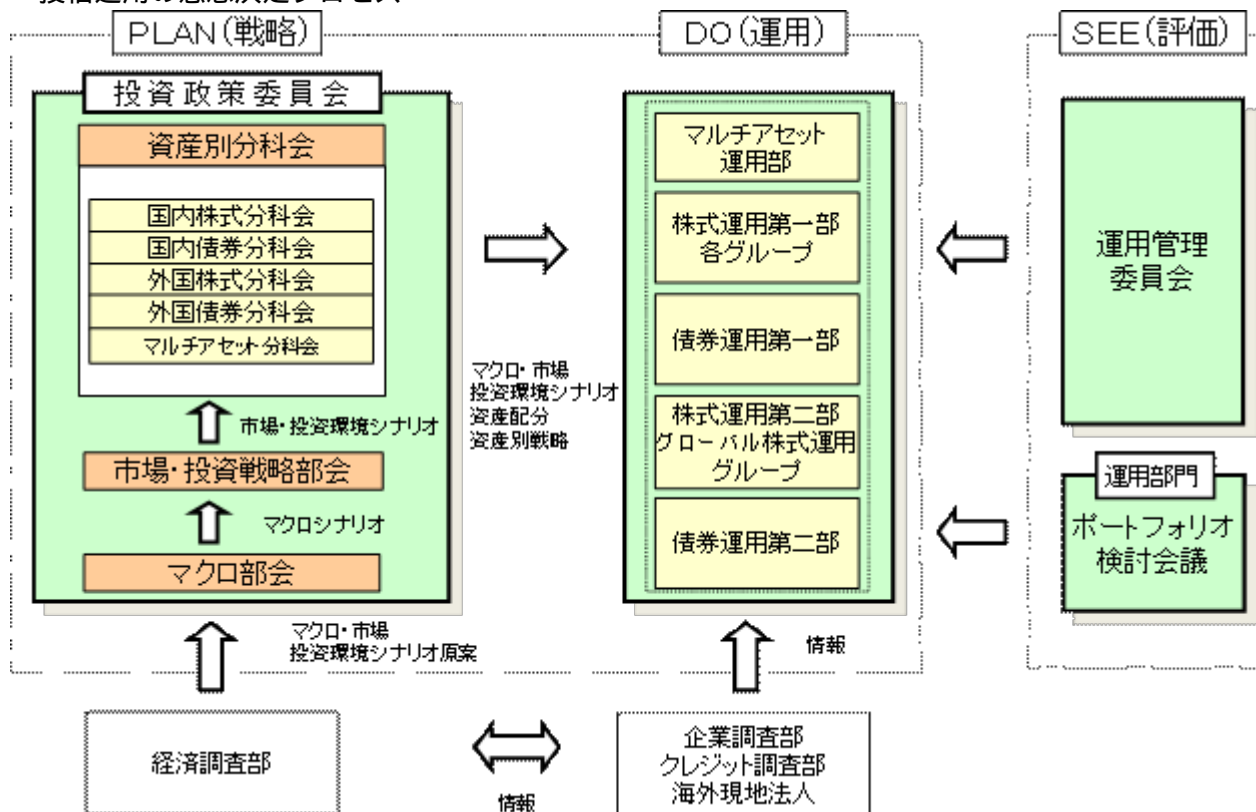 投信運用の意思決定プロセス
PLAN(戦略)
投資政策委員会
資産別分科会
国内株式分科会
国内債券分科会
外国株式分科会
外国債券分科会
マルチアセット分科会
市場・投資環境シナリオ
市場・投資戦略部会
マクロシナリオ
マクロ部会
マクロ・市場
投資環境シナリオ原案
経済調査部
マクロ・市場
投資環境シナリオ
資産配分
資産別戦略
DO(運用)
マルチアセット
運用部
株式運用第一部
各グループ
債券運用第一部
株式運用第二部
グローバル株式運用
グループ
債券運用第二部
情報
企業調査部
クレジット調査部
海外現地法人
情報
SEE(評価)
運用管理
委員会
運用部門
ポートフォリオ
検討会議